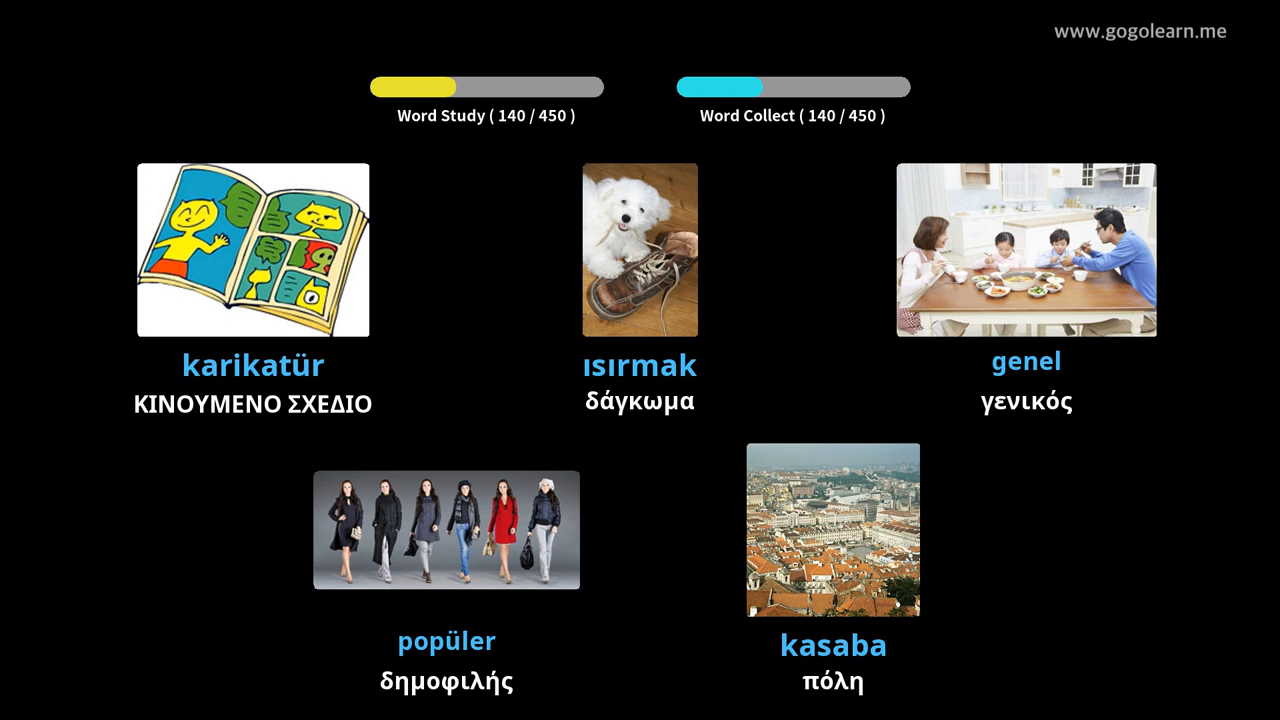 www.gogolearn.me
Word Study ( 140 / 450 )
Word Collect ( 140 / 450 )
karikatür
ΚΙΝΟΥΜΕΝΟ ΣΧΕΔΙΟ
ısırmak
δάγκωμα
genel
γενικός
popüler
δημοφιλής
kasaba
πόλη